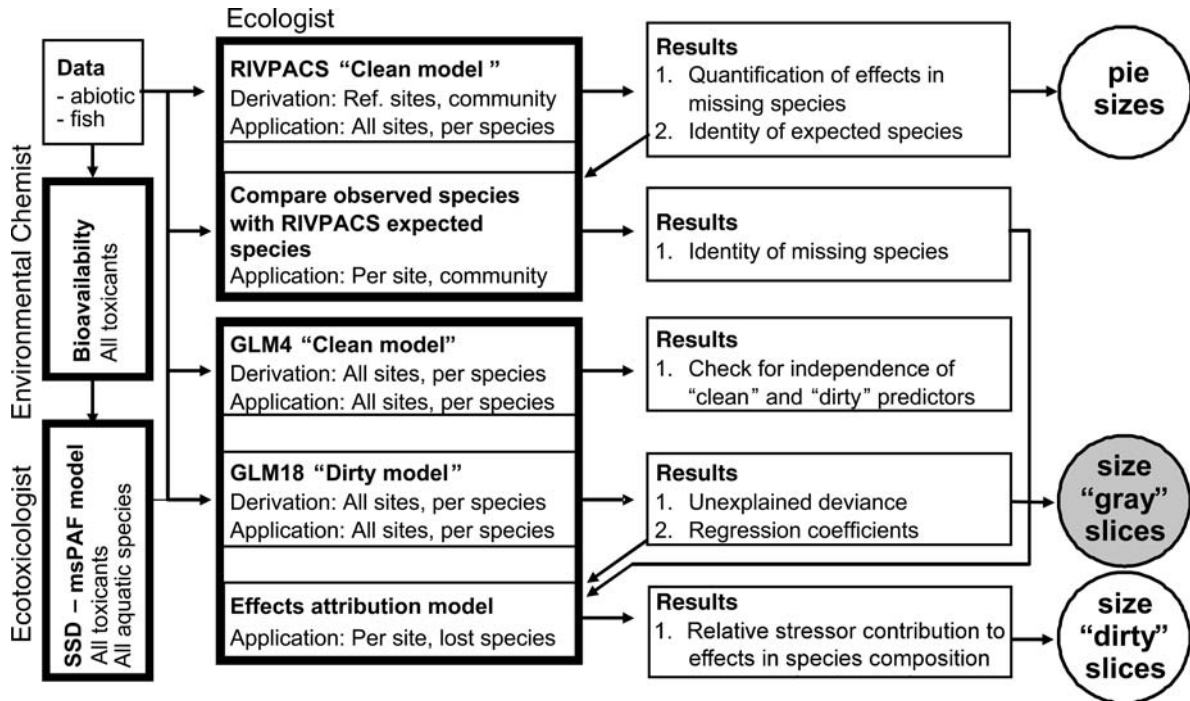 Ecologist
Data
- abiotic
- fish
RIVPACS “Clean model ”
Derivation: Ref. sites, community
Application: All sites, per species
Results
1. Quantification of effects in
missing species
2. Identity of expected species
pie
sizes
Environmental Chemist
Bioavailabilty
All toxicants
Compare observed species
with RIVPACS expected
species
Application: Per site, community
Results
1. Identity of missing species
GLM4 “Clean model”
Derivation: All sites, per species
Application: All sites, per species
Results
1. Check for independence of
“clean” and “dirty” predictors
Ecotoxicologist
SSD – msPAF model
All toxicants
All aquatic species
GLM18 “Dirty model”
Derivation: All sites, per species
Application: All sites, per species
Results
1. Unexplained deviance
2. Regression coefficients
size
“gray”
slices
Effects attribution model
Application: Per site, lost species
Results
1. Relative stressor contribution to
effects in species composition
size
“dirty”
slices